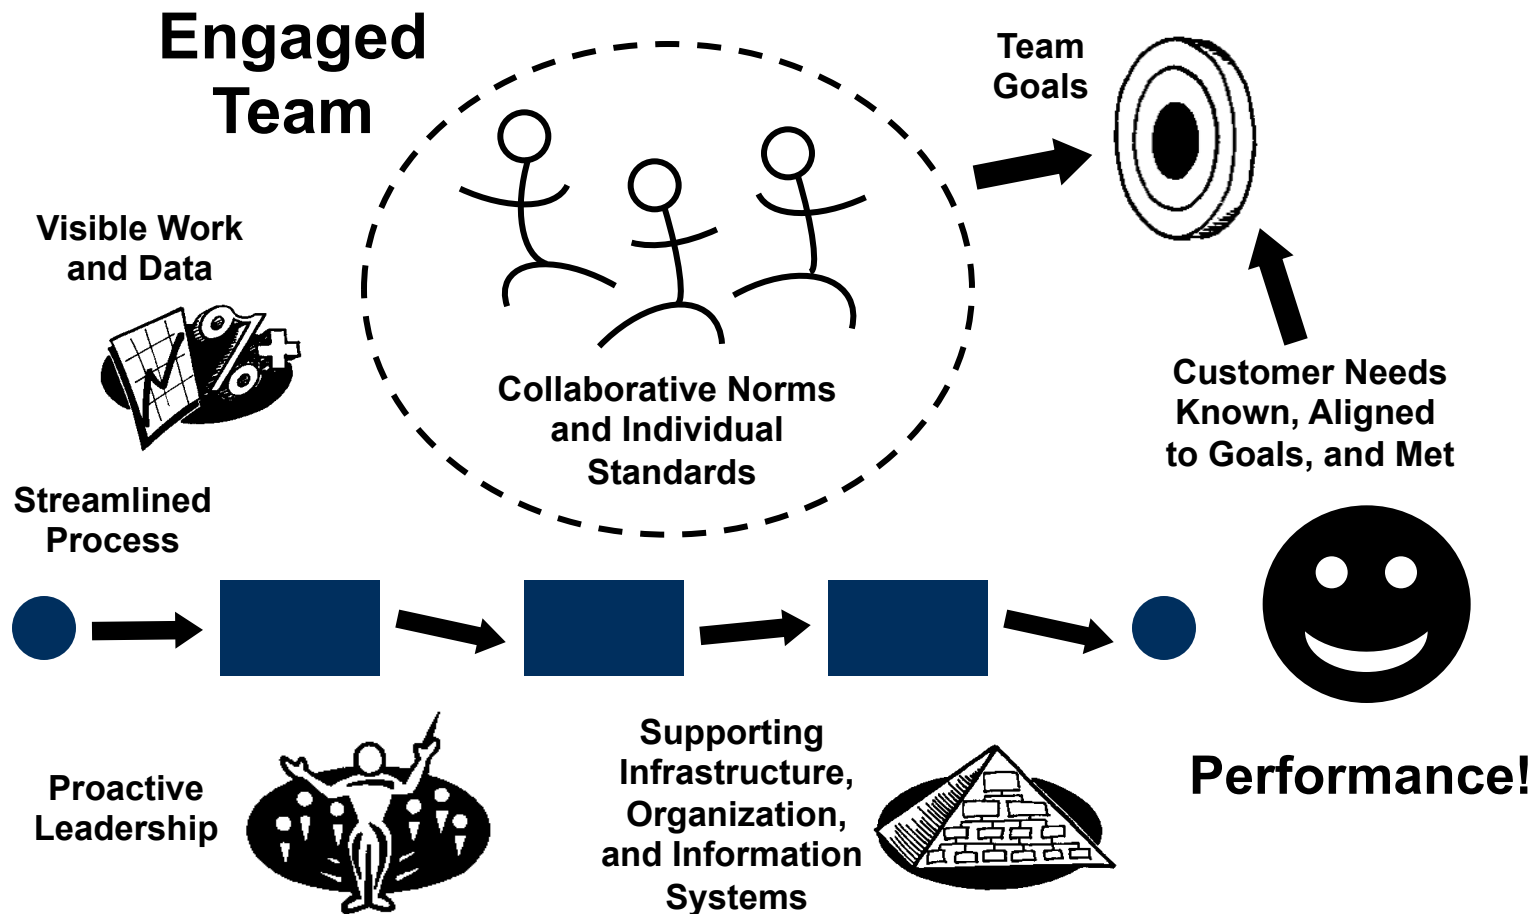 Engaged
Team
Team
Goals
Visible Work
and Data
Collaborative Norms
and Individual
Standards
Customer Needs
Known, Aligned
to Goals, and Met
Streamlined
Process
Proactive
Leadership
Supporting
Infrastructure,
Organization,
and Information
Systems
Performance!